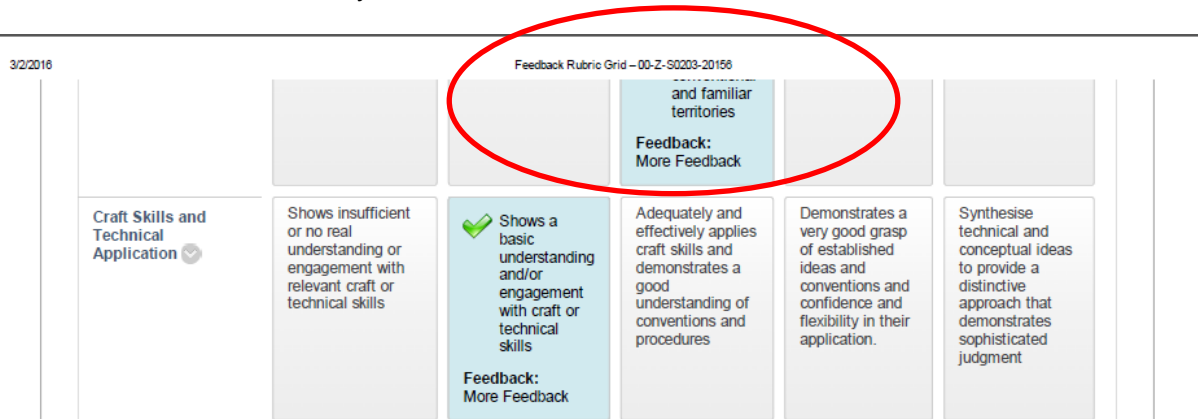 3/2/2016
Feedback Rubric Grid – 00-Z-S0203-20156
and familiar
territories
Feedback:
More Feedback
Craft Skills and
Technical
Application
Shows insufficient
or no real
understanding or
engagement with
relevant craft or
technical skills
Shows a
basic
understanding
and/or
engagement
with craft or
technical
skills
Feedback:
More Feedback
Adequately and
effectively applies
craft skills and
demonstrates a
good
understanding of
conventions and
procedures
Demonstrates a
very good grasp
of established
ideas and
conventions and
confidence and
flexibility in their
application.
Synthesise
technical and
conceptual ideas
to provide a
distinctive
approach that
demonstrates
sophisticated
judgment